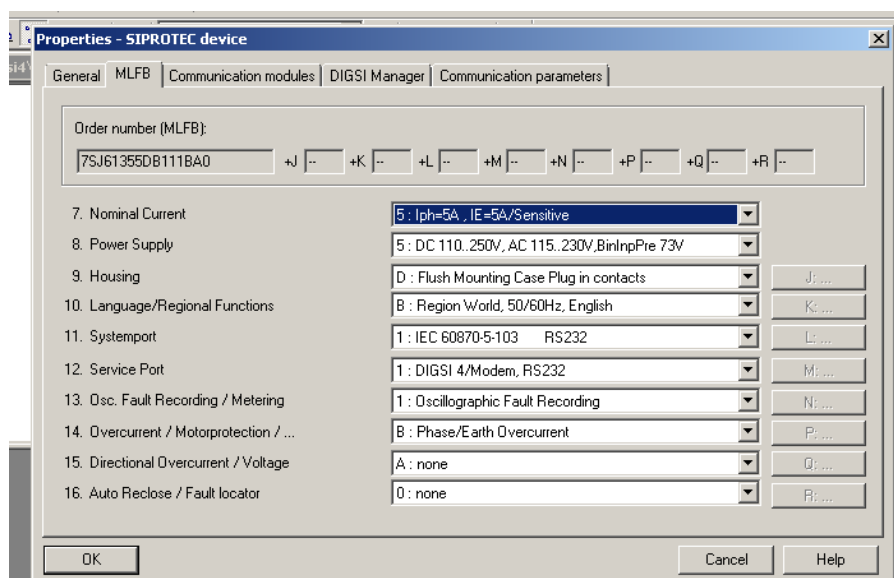 Properties - SIPROTEC device
si4\
General MLFB Communication modules DIGSI Manager Communication parameters
Order number (MLFB):
7SJ61355DB111BA0 +J -- +K -- +L -- +M -- +N -- +P -- +Q -- +R --
7. Nominal Current 5 : Iph=5A , IE=5A/Sensitive
8. Power Supply 5 : DC 110..250V, AC 115..230V,BinInpPre 73V
9. Housing D : Flush Mounting Case Plug in contacts J: ...
10. Language/Regional Functions B : Region World, 50/60Hz, English K: ...
11. Systemport 1 : IEC 60870-5-103 RS232 L: ...
12. Service Port 1 : DIGSI 4/Modem, RS232 M: ...
13. Osc. Fault Recording / Metering 1 : Oscillographic Fault Recording N: ...
14. Overcurrent / Motorprotection / ... B : Phase/Earth Overcurrent P: ...
15. Directional Overcurrent / Voltage A : none Q: ...
16. Auto Reclose / Fault locator 0 : none R: ...
OK Cancel Help